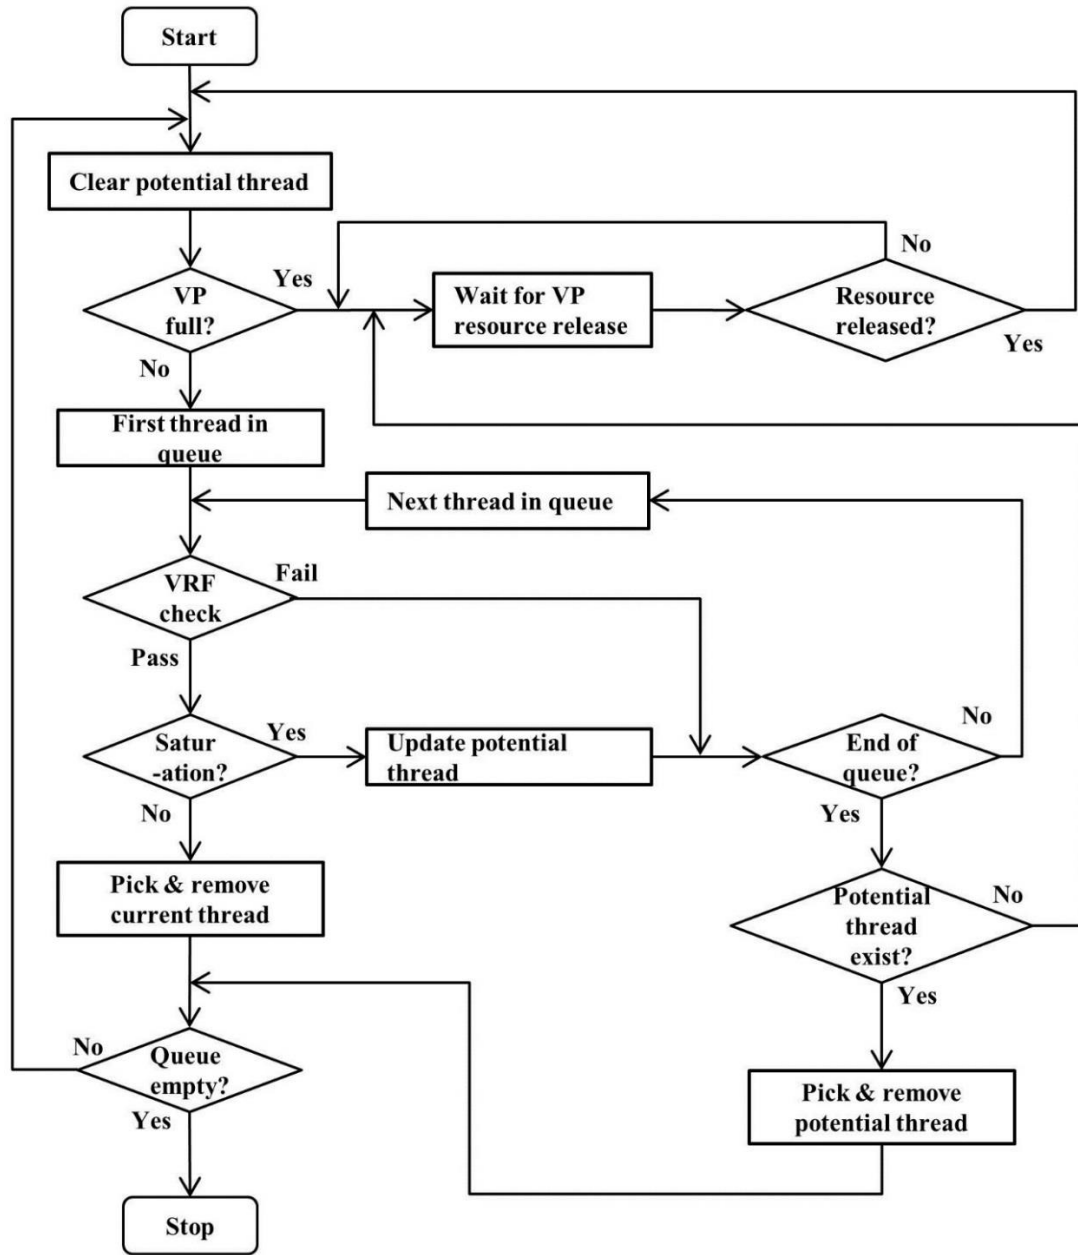 Start
Clear potential thread
VP
full?
Yes
No
Wait for VP
resource release
No
Resource
released?
Yes
First thread in
queue
Next thread in queue
VRF
check
Fail
Pass
Satur
-ation?
Yes
No
Update potential
thread
End of
queue?
No
Yes
Pick & remove
current thread
Potential
thread
exist?
No
Yes
Queue
empty?
No
Yes
Pick & remove
potential thread
Stop